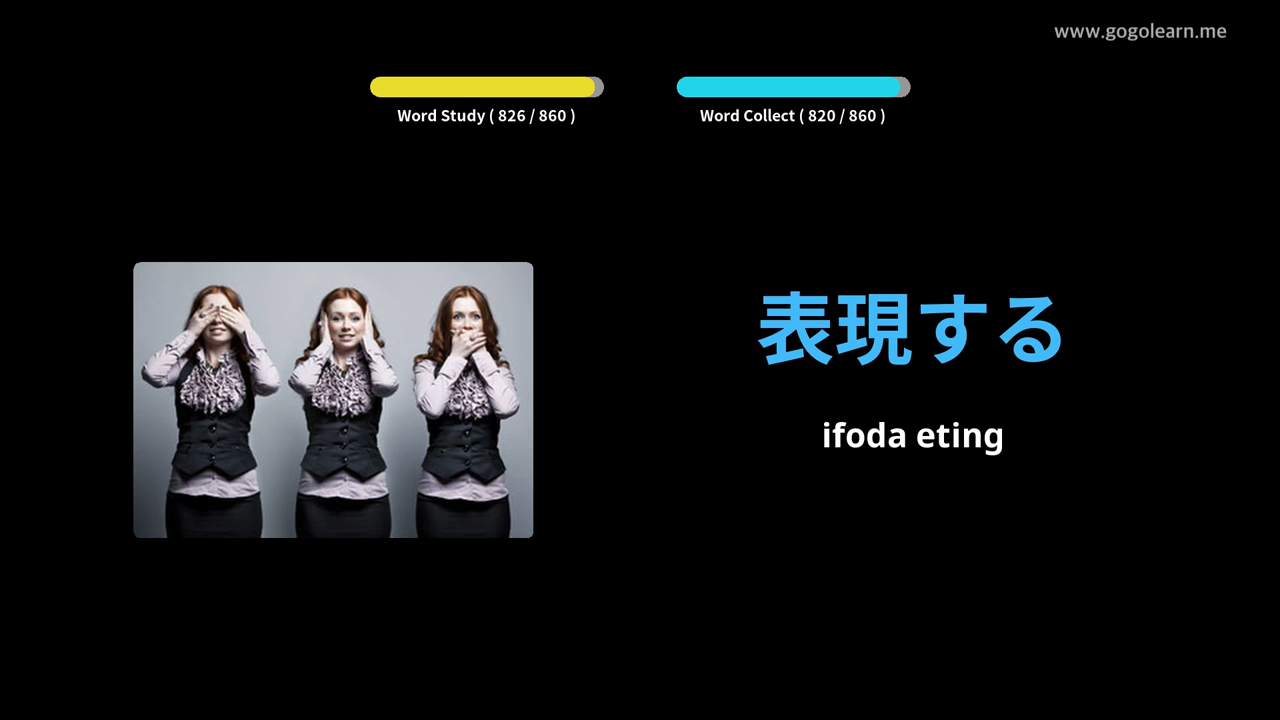 www.gogolearn.me
Word Study ( 826 / 860 )
Word Collect ( 820 / 860 )
表現する
ifoda eting